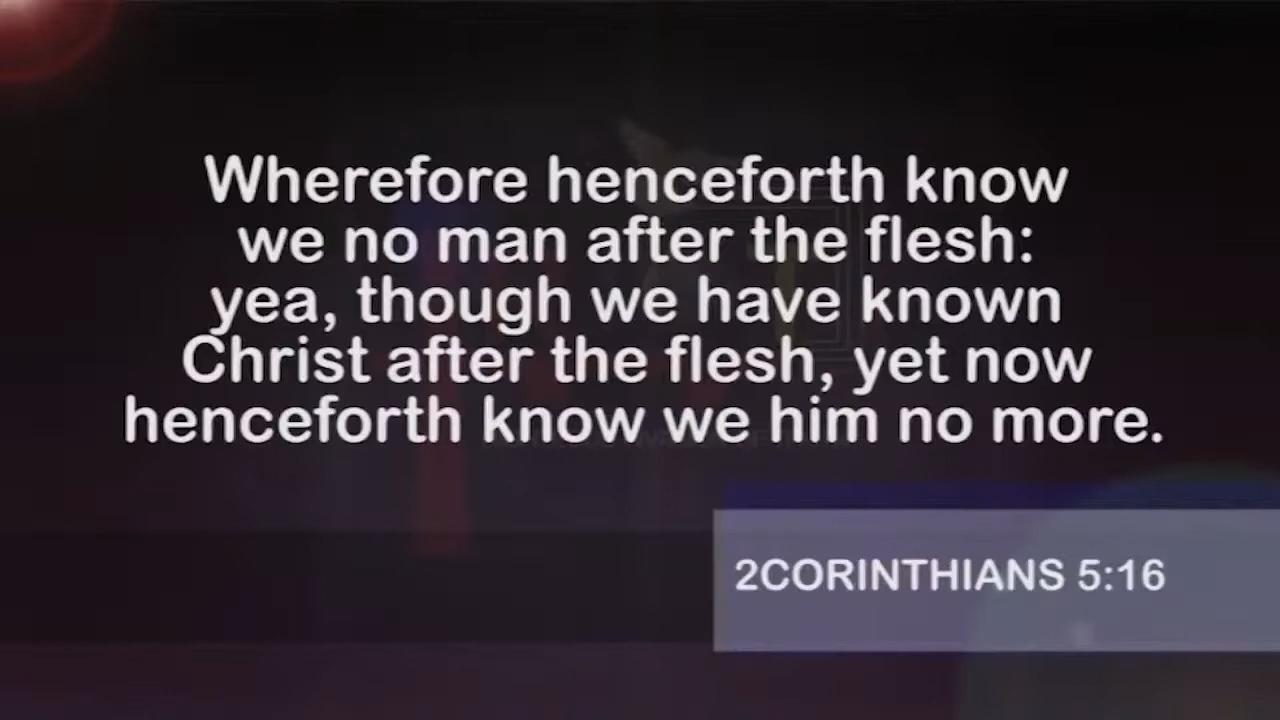 Wherefore henceforth know
we no man after the flesh:
yea, though we have known
Christ after the flesh, yet now
henceforth know we him no more.
2CORINTHIANS 5:16